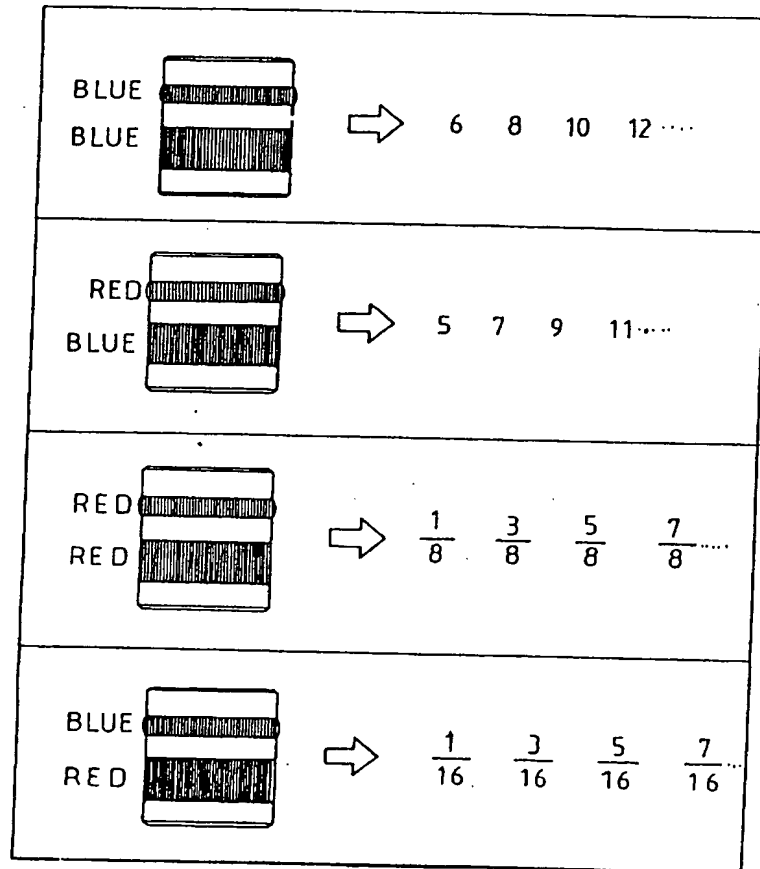 BLUE
BLUE
6 8 10 12 ....
RED
BLUE
5 7 9 11 .....
RED
RED
1/8 3/8 5/8 7/8 .....
BLUE
RED
1/16 3/16 5/16 7/16 ...